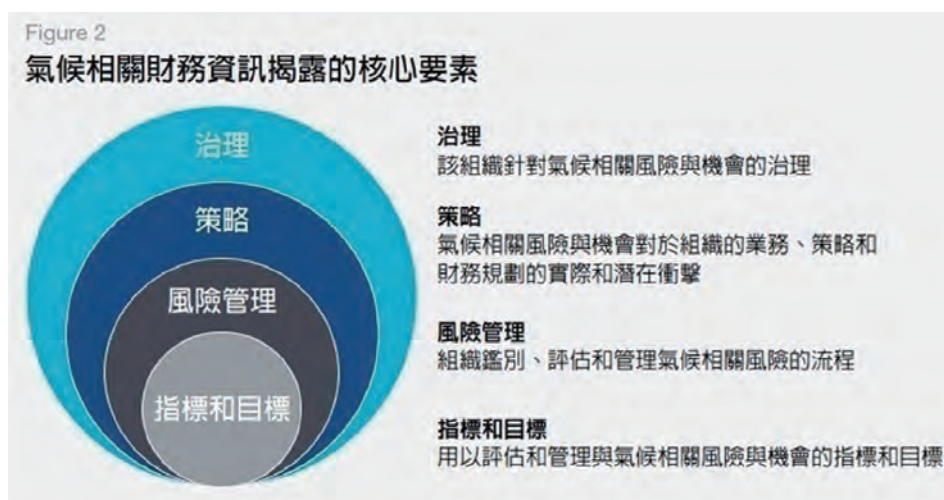 Figure 2
氣候相關財務資訊揭露的核心要素
治理
策略
風險管理
指標和目標
治理
該組織針對氣候相關風險與機會的治理
策略
氣候相關風險與機會對於組織的業務、策略和
財務規劃的實際和潛在衝擊
風險管理
組織鑑別、評估和管理氣候相關風險的流程
指標和目標
用以評估和管理與氣候相關風險與機會的指標和目標